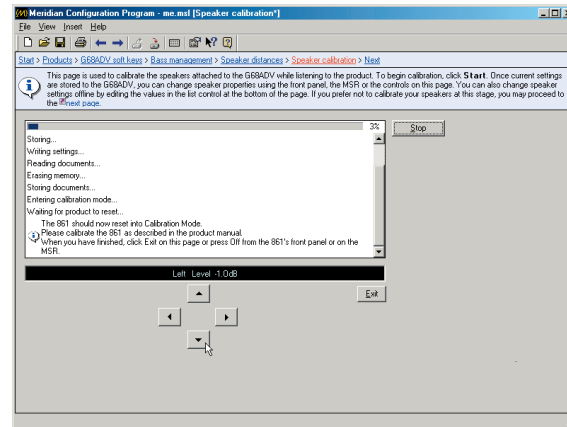 Meridian Configuration Program - me.msl [Speaker calibration*]
File View Insert Help
Start > Products > G68ADV soft keys > Bass management > Speaker distances > Speaker calibration > Next
This page is used to calibrate the speakers attached to the G68ADV while listening to the product. To begin calibration, click Start. Once current settings
are stored to the G68ADV, you can change speaker properties using the front panel, the MSR or the controls on this page. You can also change speaker
settings offline by editing the values in the list control at the bottom of the page. If you prefer not to calibrate your speakers at this stage, you may proceed to
the next page.
3% Stop
Storing...
Writing settings...
Reading documents...
Erasing memory...
Storing documents...
Entering calibration mode...
Waiting for product to reset...
The 861 should now reset into Calibration Mode.
Please calibrate the 861 as described in the product manual.
When you have finished, click Exit on this page or press Off from the 861's front panel or on the
MSR.
Left Level -1.0dB
Exit